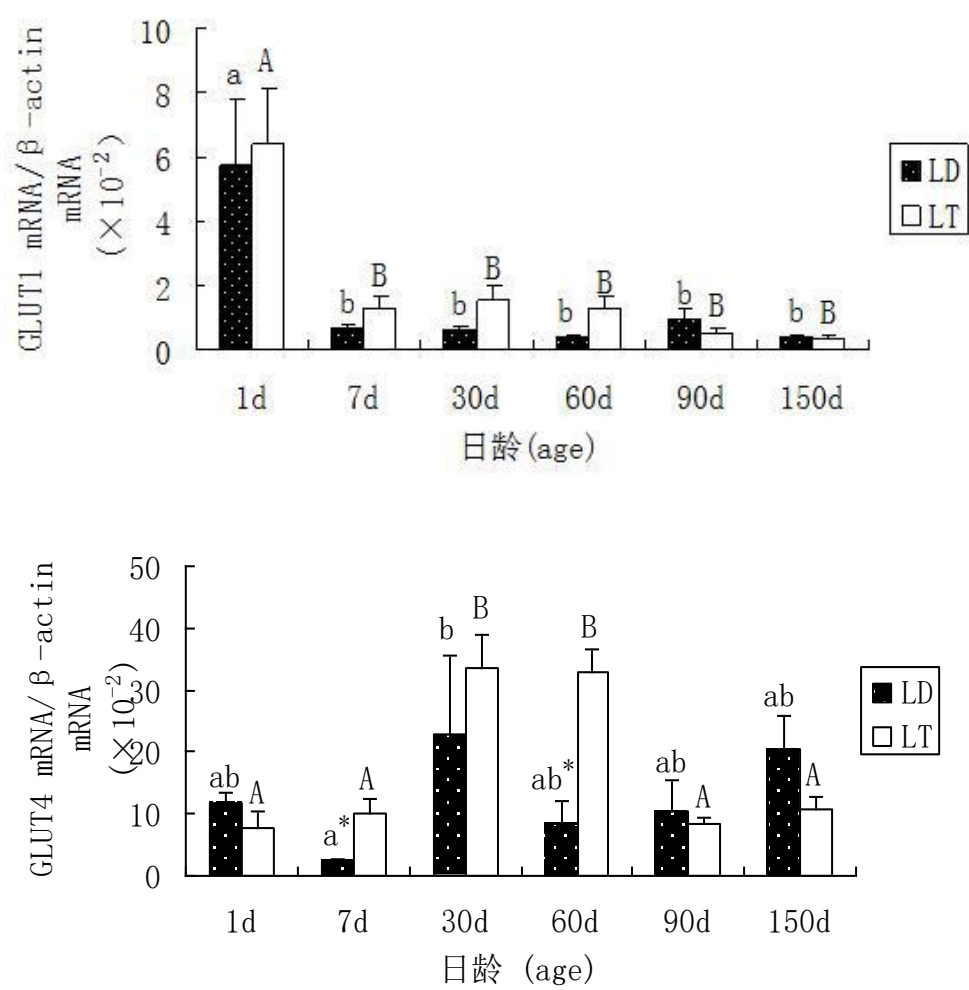 GLUT1 mRNA/β-actin
mRNA
(×10⁻²)
10
8
6
4
2
0
a A
b B
b B
b B
b B
b B
1d 7d 30d 60d 90d 150d
日龄(age)
LD
LT
GLUT4 mRNA/β-actin
mRNA
(×10⁻²)
50
40
30
20
10
0
ab A
a* A
b B
ab* B
ab A
ab A
1d 7d 30d 60d 90d 150d
日龄 (age)
LD
LT